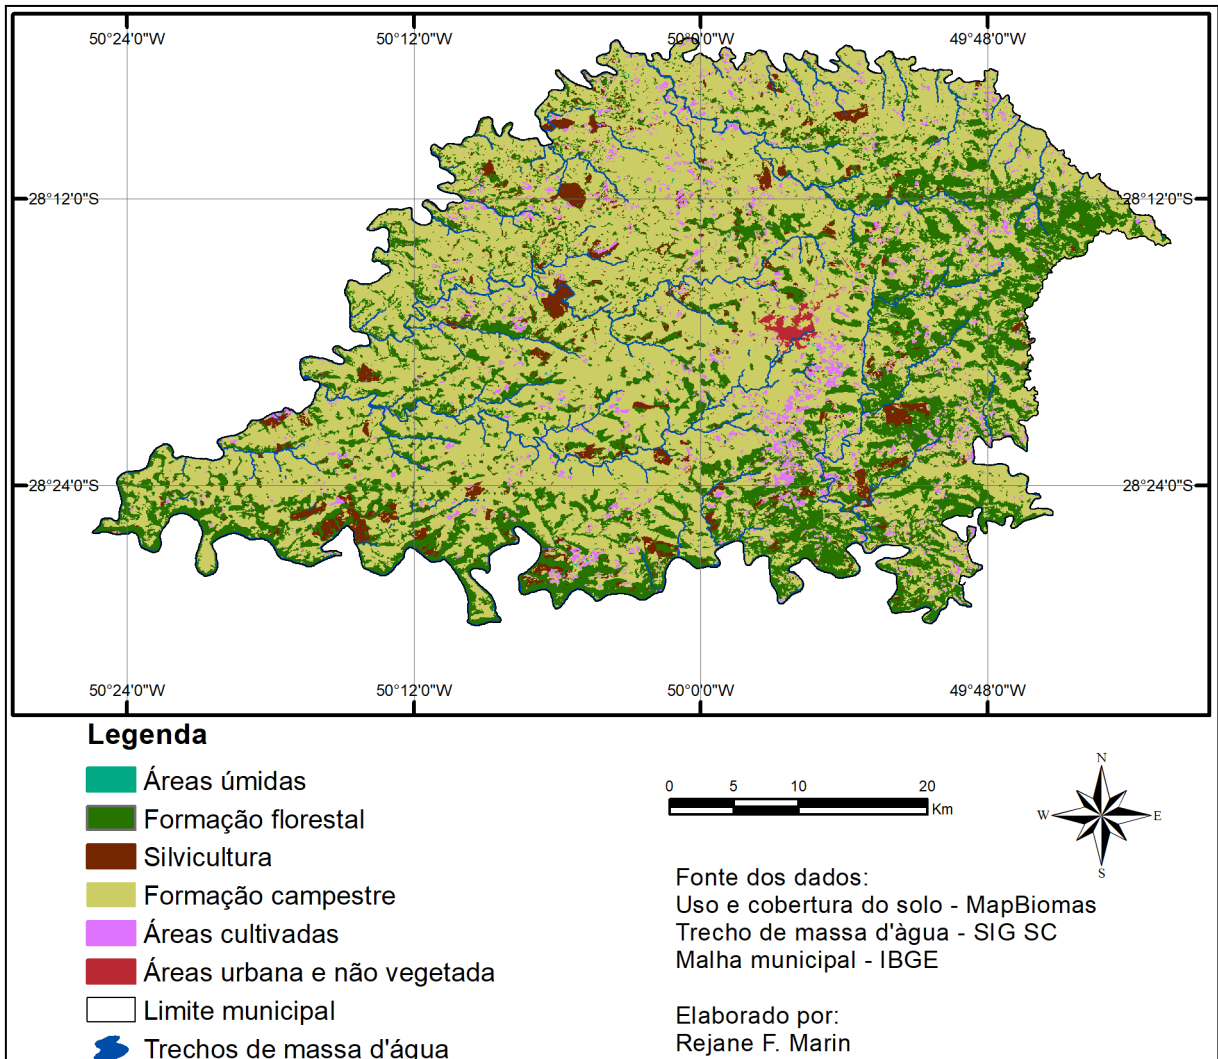 50°24'0"W 50°12'0"W 50°0'0"W 49°48'0"W
28°12'0"S 28°12'0"S
28°24'0"S 28°24'0"S
50°24'0"W 50°12'0"W 50°0'0"W 49°48'0"W
Legenda
Áreas úmidas
Formação florestal
Silvicultura
Formação campestre
Áreas cultivadas
Áreas urbana e não vegetada
Limite municipal
Trechos de massa d'água
0 5 10 20
Km
N
W E
S
Fonte dos dados:
Uso e cobertura do solo - MapBiomas
Trecho de massa d'àgua - SIG SC
Malha municipal - IBGE
Elaborado por:
Rejane F. Marin